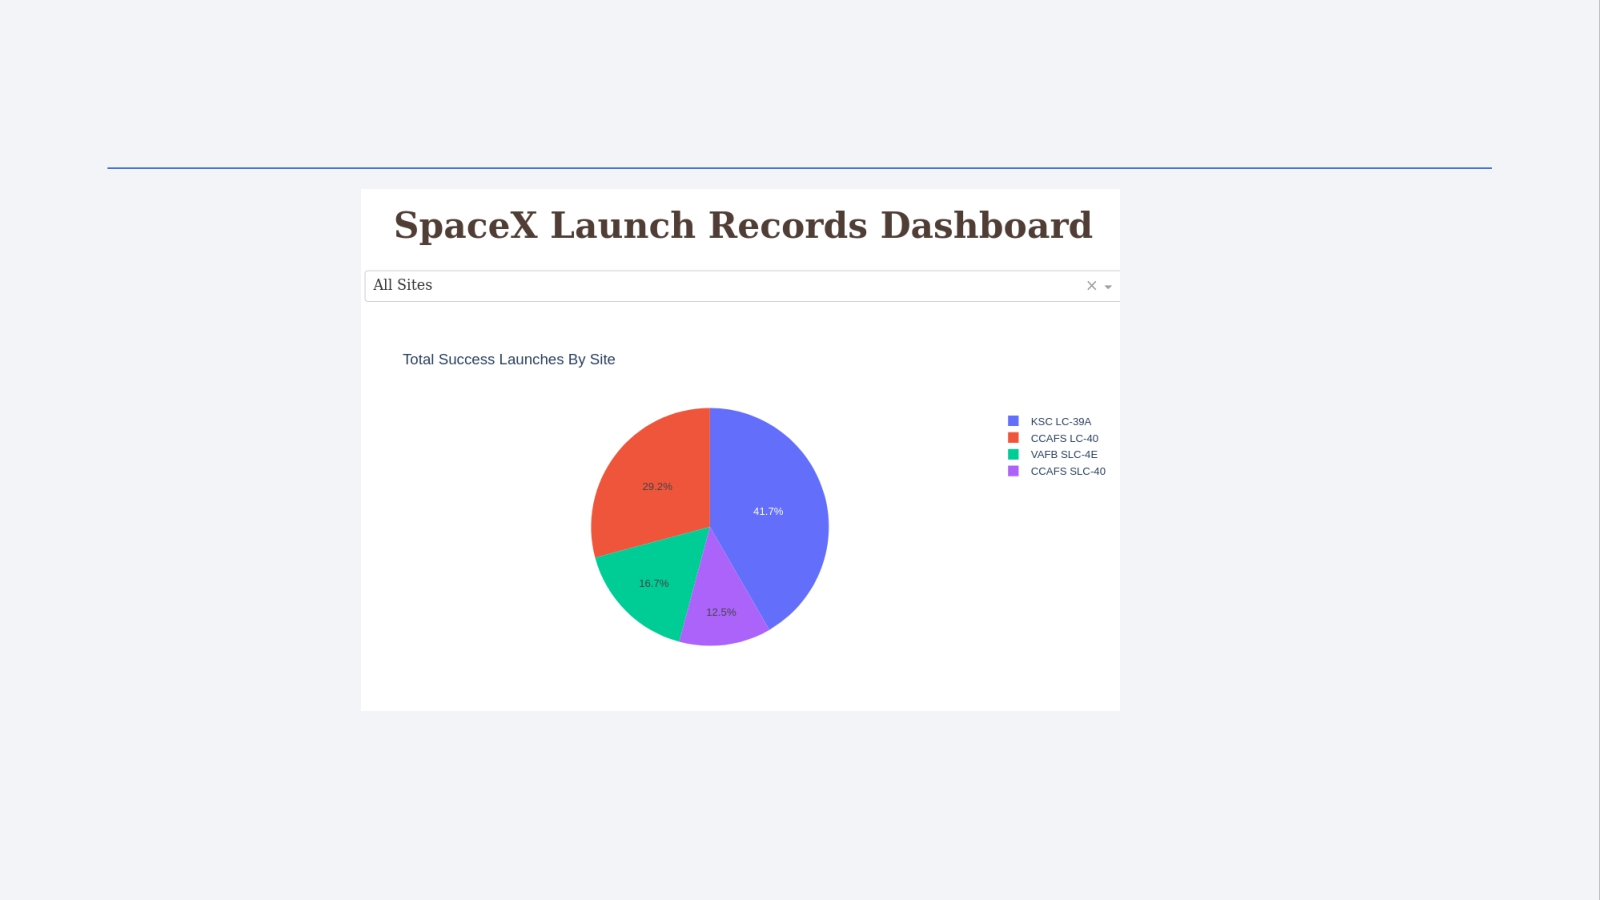 SpaceX Launch Records Dashboard
All Sites
Total Success Launches By Site
KSC LC-39A
CCAFS LC-40
VAFB SLC-4E
CCAFS SLC-40
29.2%
41.7%
16.7%
12.5%